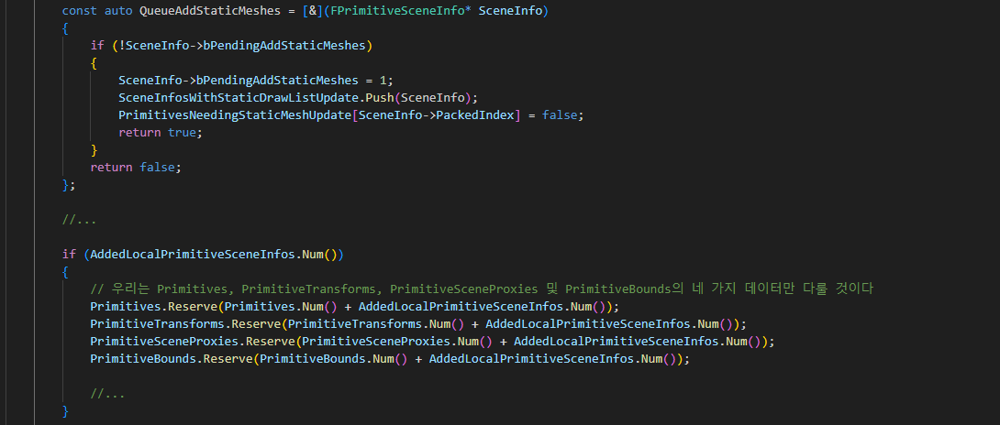 const auto QueueAddStaticMeshes = [&](FPrimitiveSceneInfo* SceneInfo)
{
if (!SceneInfo->bPendingAddStaticMeshes)
{
SceneInfo->bPendingAddStaticMeshes = 1;
SceneInfosWithStaticDrawListUpdate.Push(SceneInfo);
PrimitivesNeedingStaticMeshUpdate[SceneInfo->PackedIndex] = false;
return true;
}
return false;
};
//...
if (AddedLocalPrimitiveSceneInfos.Num())
{
// 우리는 Primitives, PrimitiveTransforms, PrimitiveSceneProxies 및 PrimitiveBounds의 네 가지 데이터만 다룰 것이다
Primitives.Reserve(Primitives.Num() + AddedLocalPrimitiveSceneInfos.Num());
PrimitiveTransforms.Reserve(PrimitiveTransforms.Num() + AddedLocalPrimitiveSceneInfos.Num());
PrimitiveSceneProxies.Reserve(PrimitiveSceneProxies.Num() + AddedLocalPrimitiveSceneInfos.Num());
PrimitiveBounds.Reserve(PrimitiveBounds.Num() + AddedLocalPrimitiveSceneInfos.Num());
//...
}